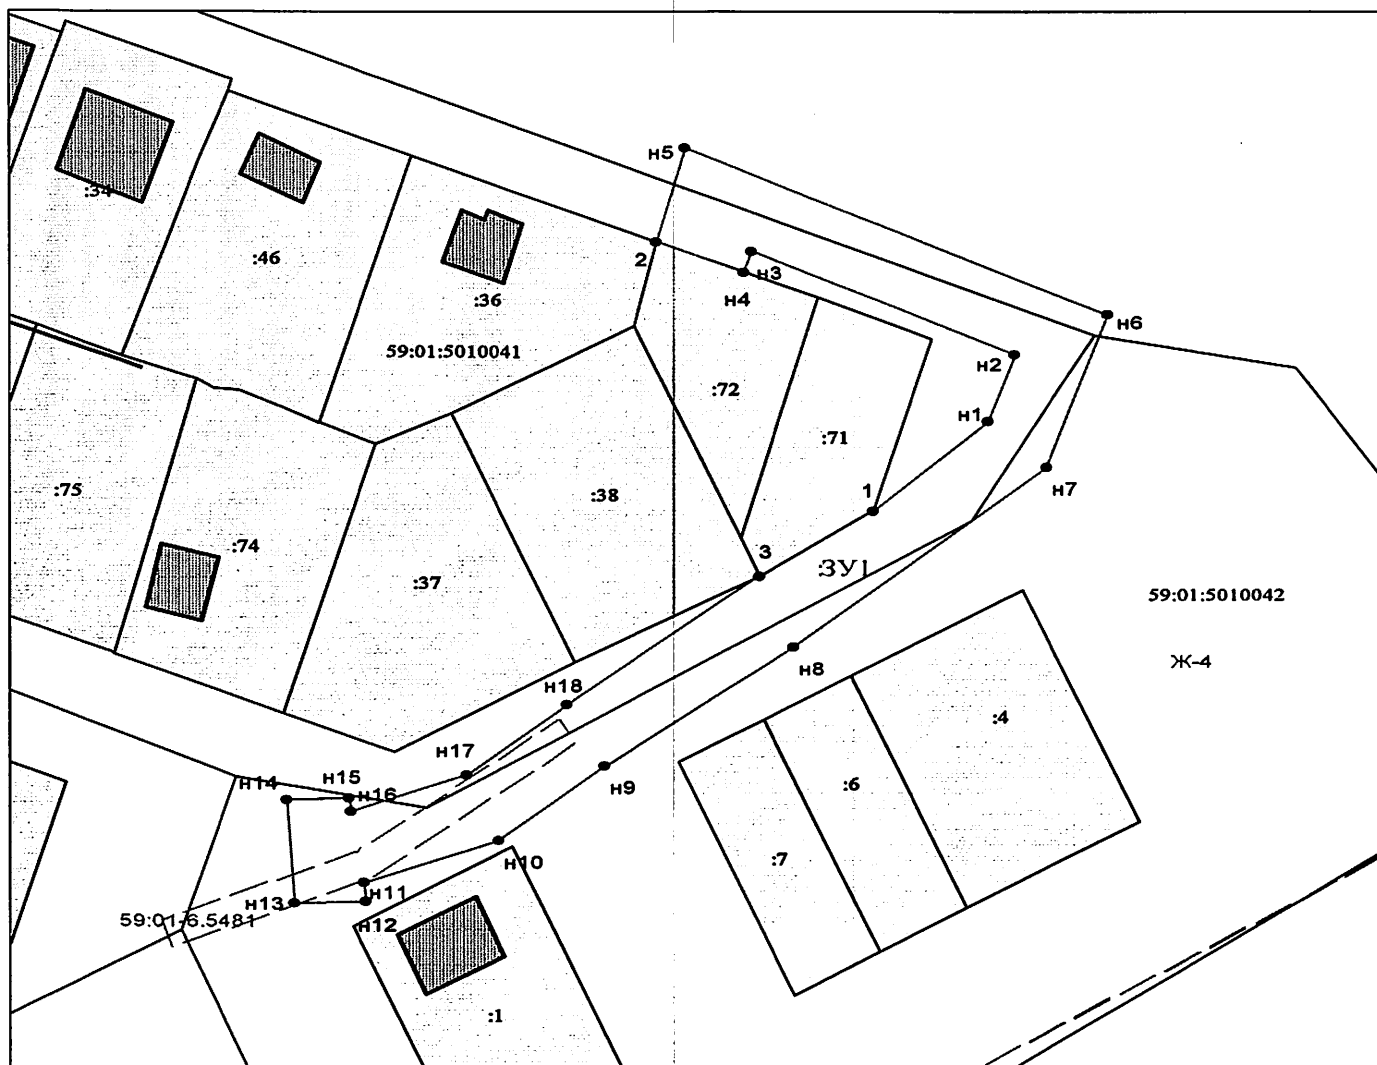 н5
:34
2
:46
н3
н4
:36
н6
59:01:5010041
н2
:72
н1
:71
:75
:38
1
н7
:74
3
:37
:ЗУ1
59:01:5010042
н8
Ж-4
н18
:4
н17
н14
н15
н16
н9
:6
:7
н10
н13
н11
59:01-6.5481
н12
:1